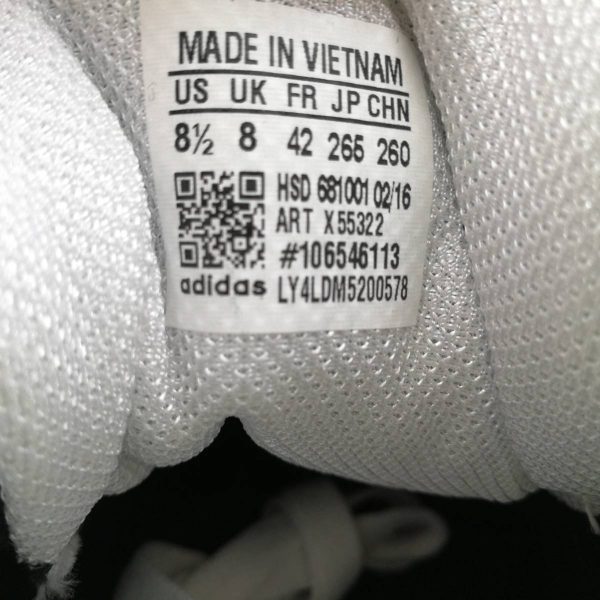 MADE IN VIETNAM
US UK FR JP CHN
8½ 8 42 265 260
HSD 681001 02/16
ART X55322
#106546113
adidas LY4LDM5200578